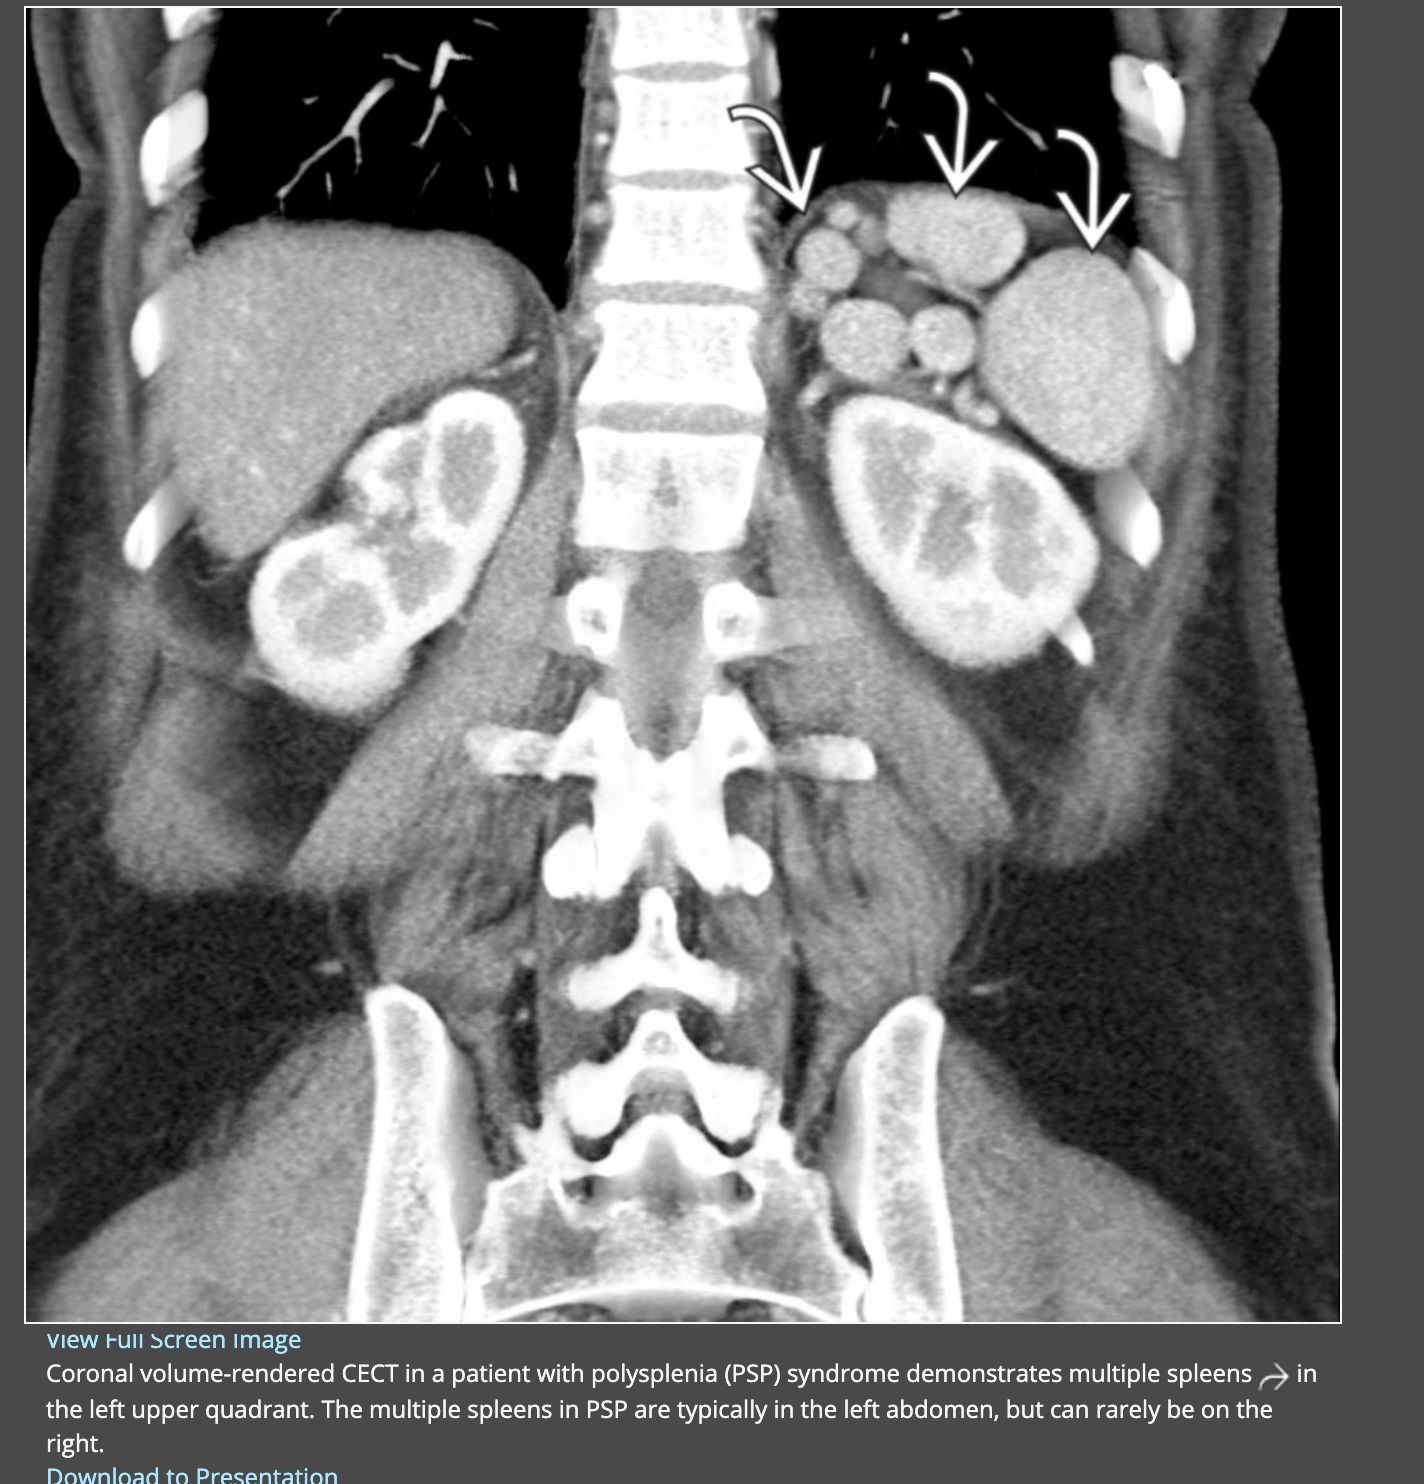 View Full Screen Image
Coronal volume-rendered CECT in a patient with polysplenia (PSP) syndrome demonstrates multiple spleens in
the left upper quadrant. The multiple spleens in PSP are typically in the left abdomen, but can rarely be on the
right.
Download to Presentation